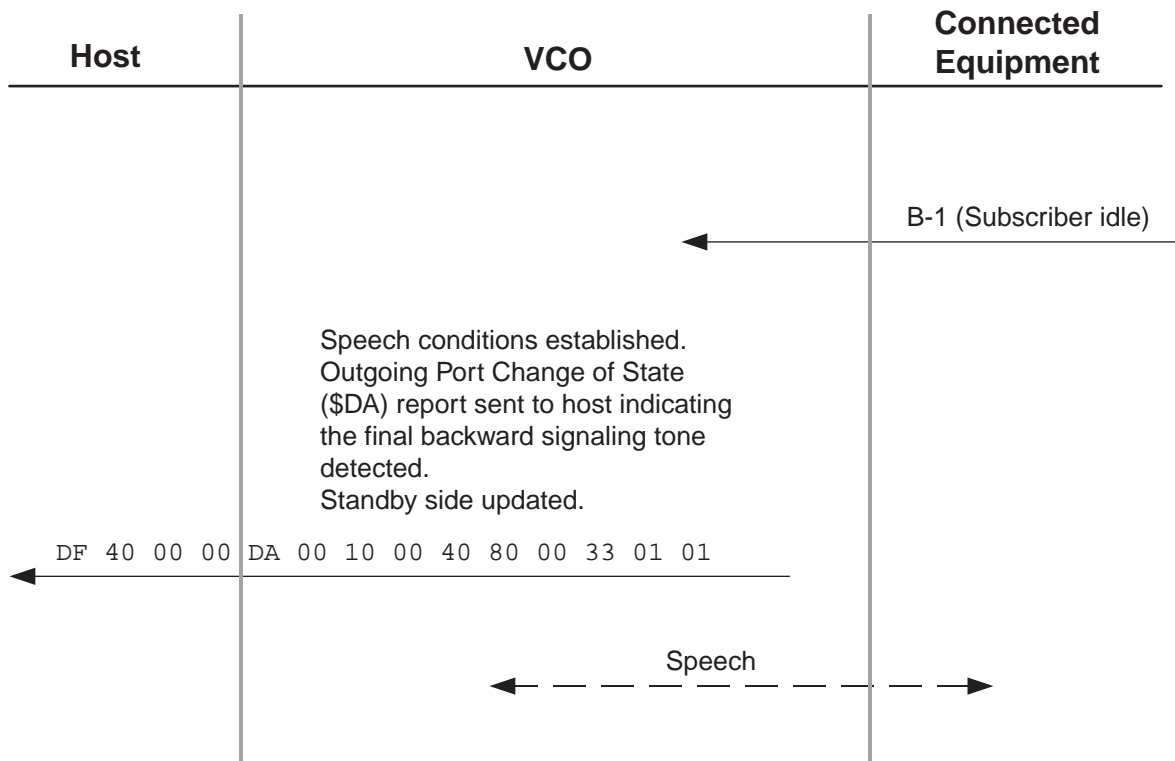 Host
VCO
Connected
Equipment
B-1 (Subscriber idle)
Speech conditions established.
Outgoing Port Change of State
($DA) report sent to host indicating
the final backward signaling tone
detected.
Standby side updated.
DF 40 00 00 DA 00 10 00 40 80 00 33 01 01
Speech